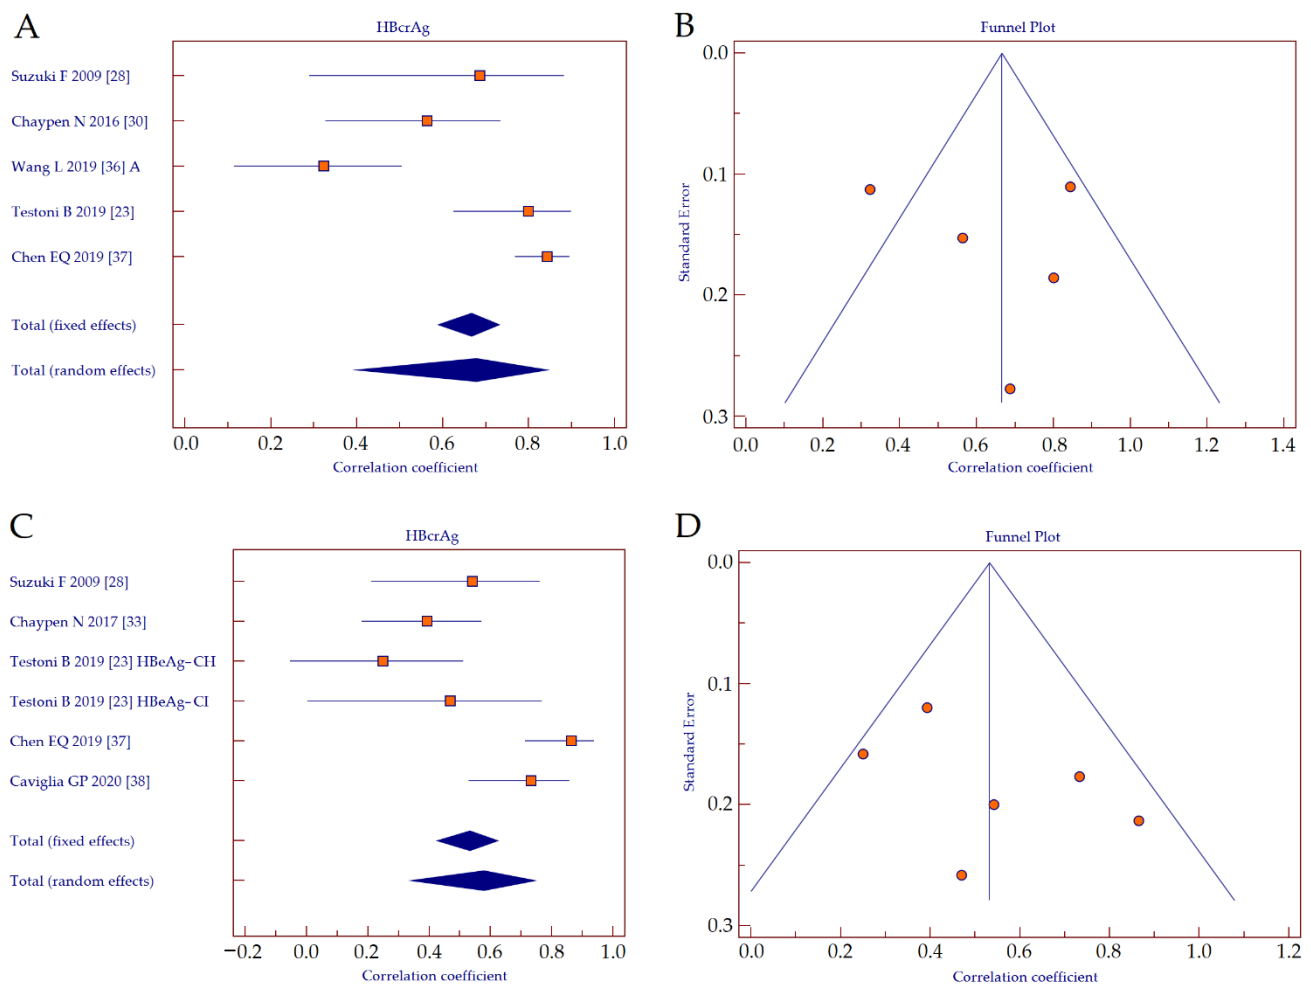 A
HBcrAg
Suzuki F 2009 [28]
Chaypen N 2016 [30]
Wang L 2019 [36] A
Testoni B 2019 [23]
Chen EQ 2019 [37]
Total (fixed effects)
Total (random effects)
0.0 0.2 0.4 0.6 0.8 1.0
Correlation coefficient
B
Funnel Plot
Standard Error
0.0
0.1
0.2
0.3
0.0 0.2 0.4 0.6 0.8 1.0 1.2 1.4
Correlation coefficient
C
HBcrAg
Suzuki F 2009 [28]
Chaypen N 2017 [33]
Testoni B 2019 [23] HBeAg-CH
Testoni B 2019 [23] HBeAg-CI
Chen EQ 2019 [37]
Caviglia GP 2020 [38]
Total (fixed effects)
Total (random effects)
−0.2 0.0 0.2 0.4 0.6 0.8 1.0
Correlation coefficient
D
Funnel Plot
Standard Error
0.0
0.1
0.2
0.3
0.0 0.2 0.4 0.6 0.8 1.0 1.2
Correlation coefficient